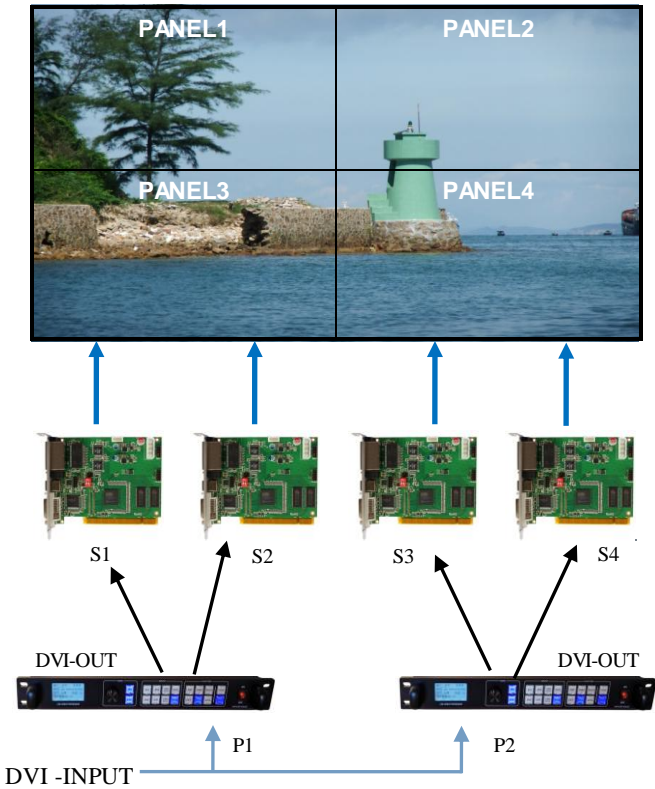 PANEL1 PANEL2
PANEL3 PANEL4
S1 S2 S3 S4
DVI-OUT DVI-OUT
P1 P2
DVI -INPUT